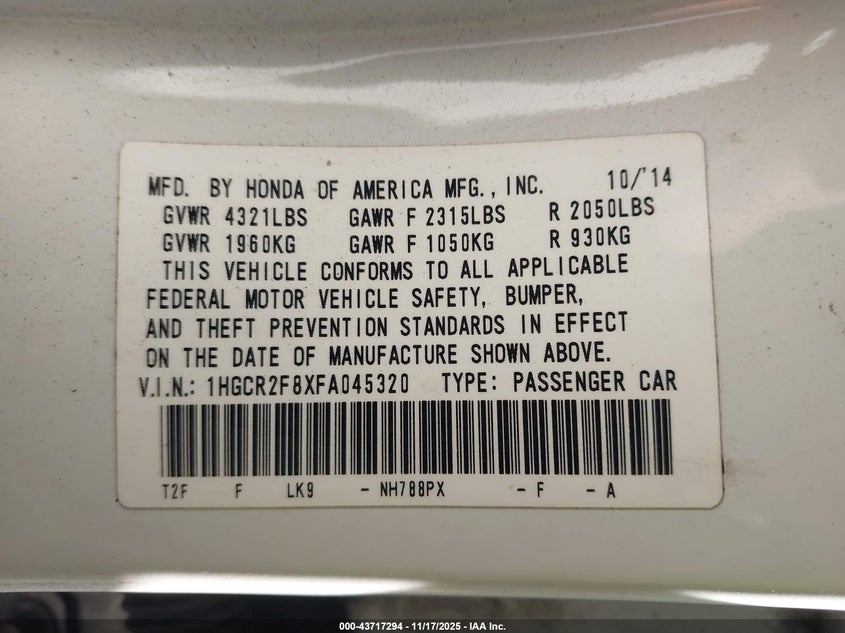 MFD. BY HONDA OF AMERICA MFG., INC. 10/'14
GVWR 4321LBS GAWR F 2315LBS R 2050LBS
GVWR 1960KG GAWR F 1050KG R 930KG
THIS VEHICLE CONFORMS TO ALL APPLICABLE
FEDERAL MOTOR VEHICLE SAFETY, BUMPER,
AND THEFT PREVENTION STANDARDS IN EFFECT
ON THE DATE OF MANUFACTURE SHOWN ABOVE.
V.I.N.: 1HGCR2F8XFA045320 TYPE: PASSENGER CAR
T2F F LK9 - NH788PX - F - A
000-43717294 - 11/17/2025 - IAA Inc.